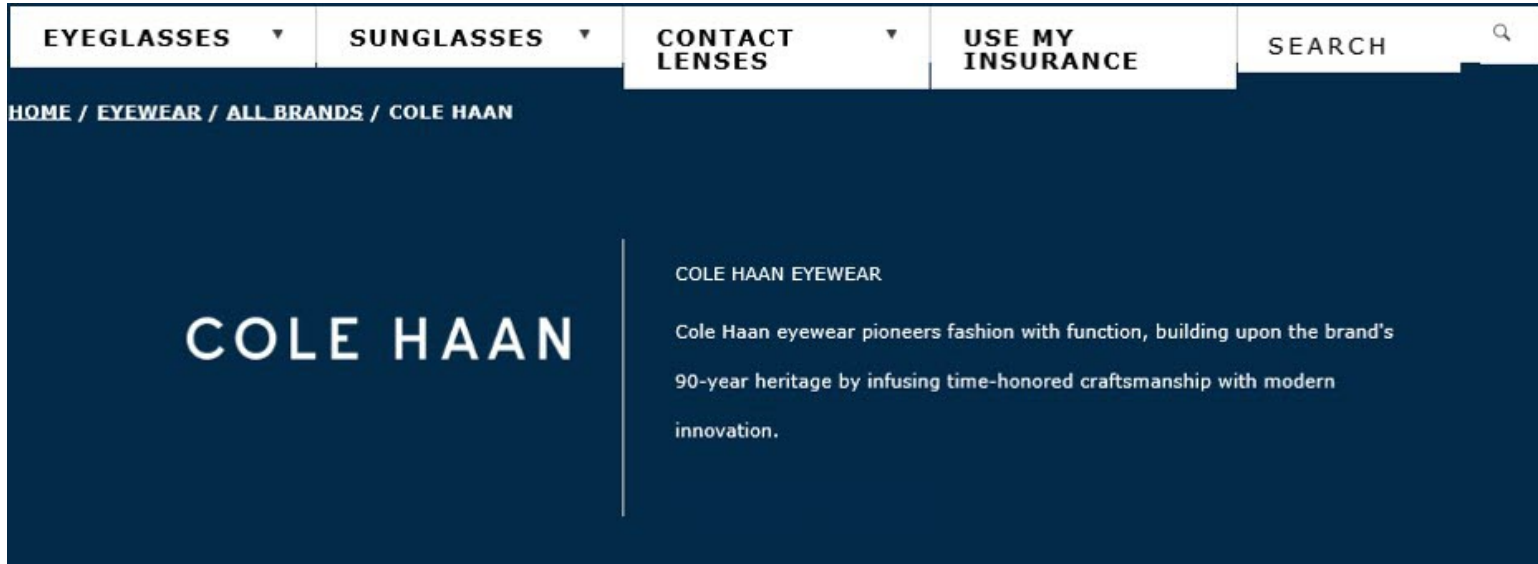 EYEGLASSES ▼
SUNGLASSES ▼
CONTACT ▼
LENSES
USE MY
INSURANCE
SEARCH
HOME / EYEWEAR / ALL BRANDS / COLE HAAN
COLE HAAN
COLE HAAN EYEWEAR
Cole Haan eyewear pioneers fashion with function, building upon the brand's
90-year heritage by infusing time-honored craftsmanship with modern
innovation.